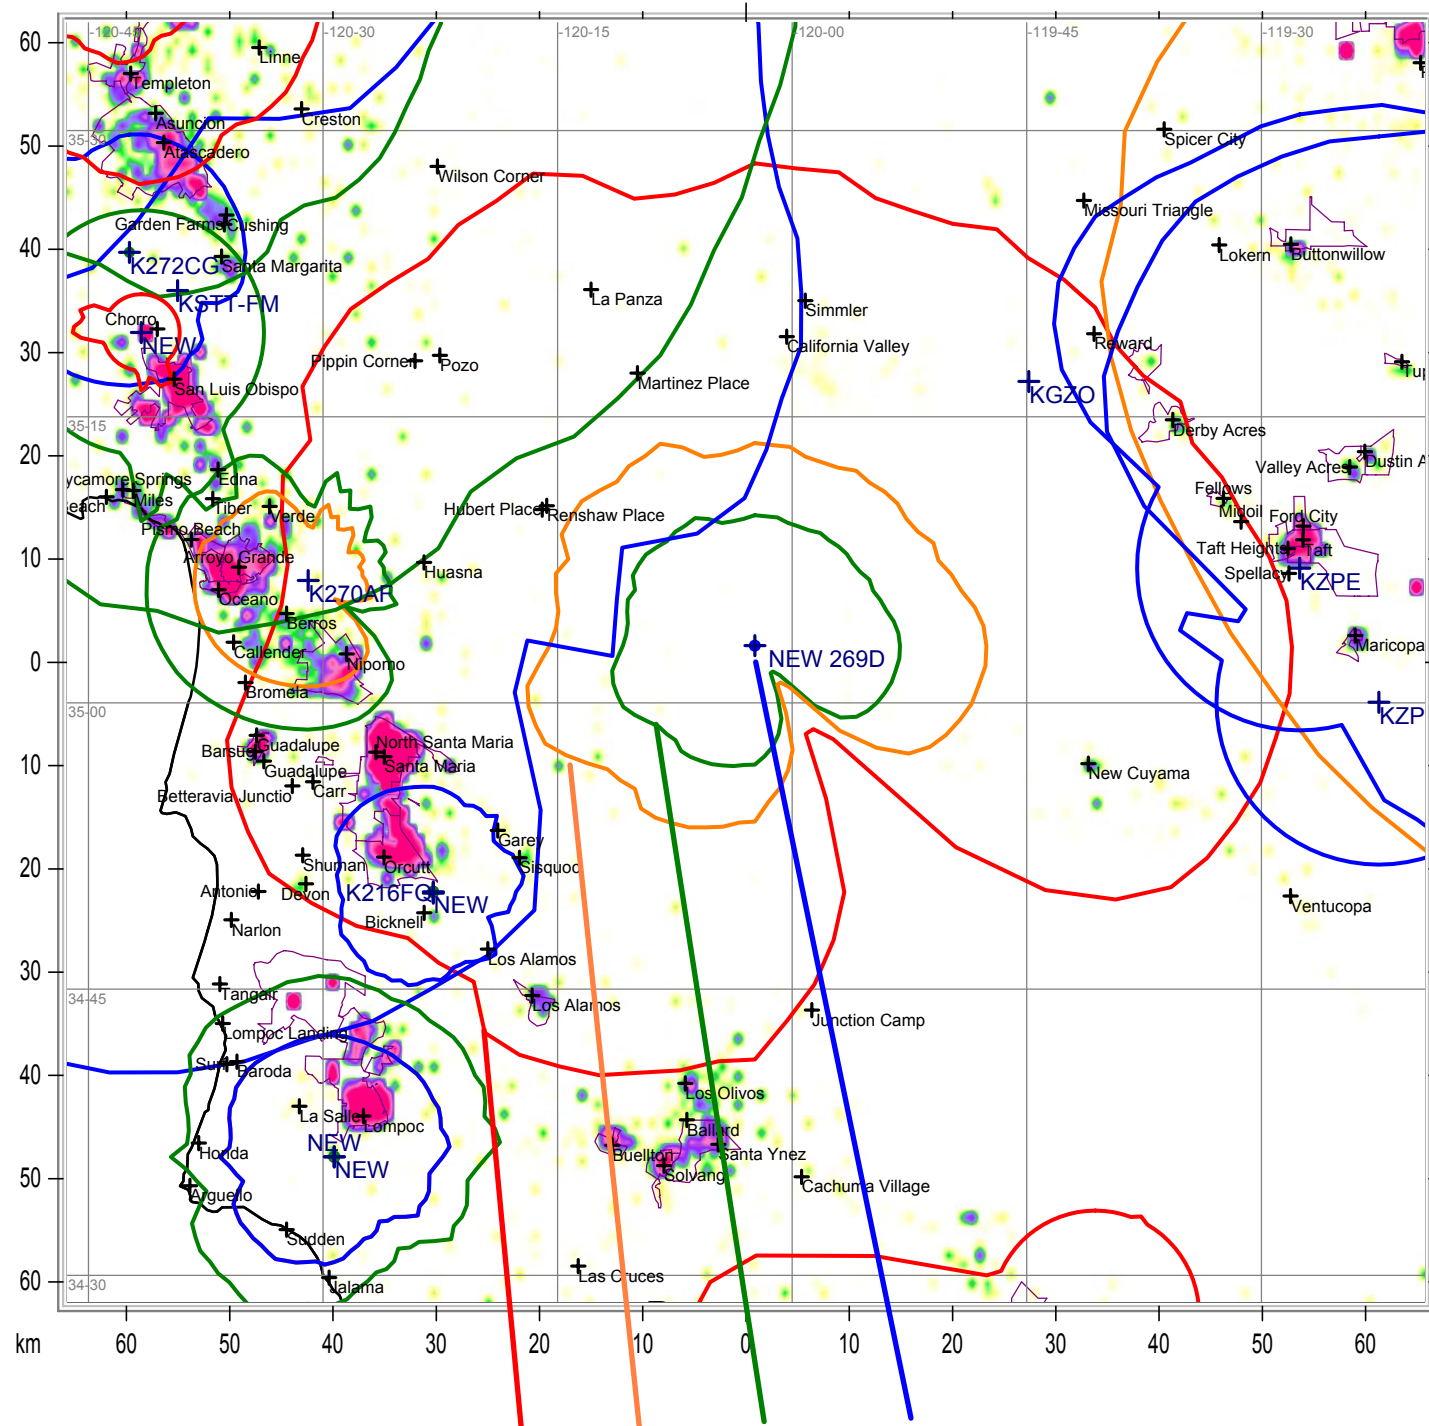 60
50
40
30
20
10
0
10
20
30
40
50
60
km
60
50
40
30
20
10
0
10
20
30
40
50
60
-120-45
-120-30
-120-15
-120-00
-119-45
-119-30
35-30
35-15
35-00
34-45
34-30
Linne
Templeton
Creston
Asuncion
Atascadero
Spicer City
Wilson Corner
Missouri Triangle
Garden Farms
Cushing
Lokern
Buttonwillow
K272CG
Santa Margarita
KSTT-FM
La Panza
Simmler
Chorro
NEW
California Valley
Reward
Pippin Corner
Pozo
Martinez Place
KGZO
Tup
San Luis Obispo
Derby Acres
Valley Acres
Dustin A
ycamore Springs
Edna
each
Miles
Tiber
Verde
Hubert Place
Renshaw Place
Fellows
Midoil
Ford City
Pismo Beach
Taft Heights
Taft
Arroyo Grande
Huasna
Spellacy
KZPE
Oceano
K270AF
Berros
Callender
Nipomo
NEW 269D
Maricopa
Bromela
KZP
Barsug
Guadalupe
North Santa Maria
Santa Maria
Guadalupe
New Cuyama
Betteravia Junctio
Carr
Garey
Shuman
Orcutt
Sisquoc
Antonio
Devon
K216FQ
NEW
Bicknell
Narlon
Ventucopa
Los Alamos
Tangair
Los Alamos
Junction Camp
Lompoc Landing
Surf
Baroda
Los Olivos
La Salle
Lompoc
Ballard
NEW
NEW
Honda
Buellton
Santa Ynez
Solvang
Cachuma Village
Arguello
Sudden
Las Cruces
Jalama